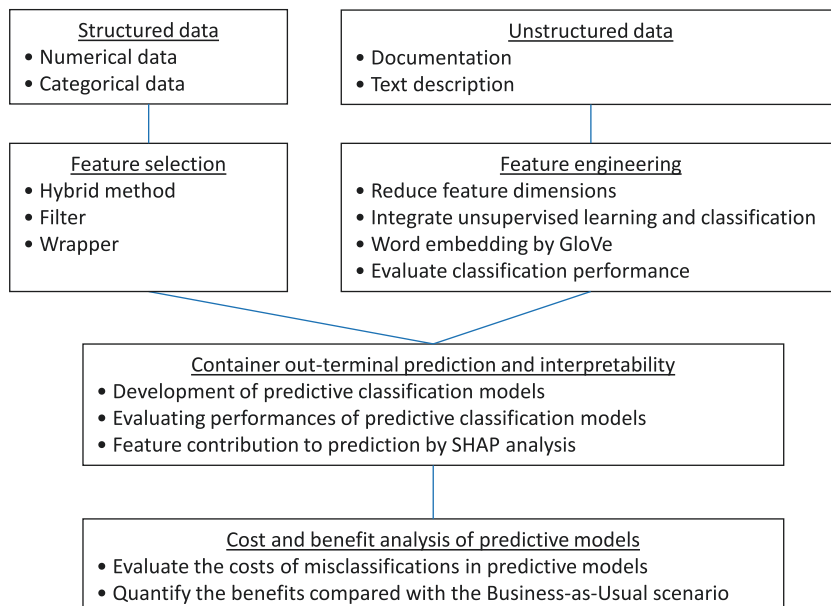 Structured data
• Numerical data
• Categorical data
Unstructured data
• Documentation
• Text description
Feature selection
• Hybrid method
• Filter
• Wrapper
Feature engineering
• Reduce feature dimensions
• Integrate unsupervised learning and classification
• Word embedding by GloVe
• Evaluate classification performance
Container out-terminal prediction and interpretability
• Development of predictive classification models
• Evaluating performances of predictive classification models
• Feature contribution to prediction by SHAP analysis
Cost and benefit analysis of predictive models
• Evaluate the costs of misclassifications in predictive models
• Quantify the benefits compared with the Business-as-Usual scenario